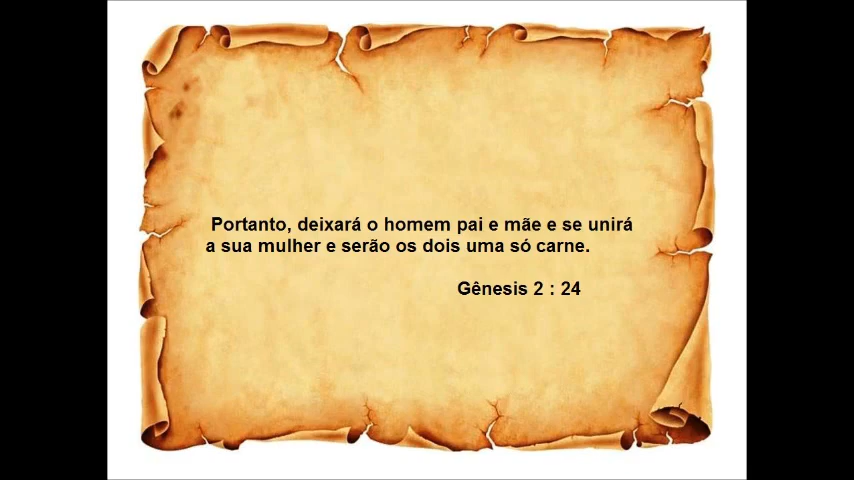 Portanto, deixará o homem pai e mãe e se unirá
a sua mulher e serão os dois uma só carne.
Gênesis 2 : 24